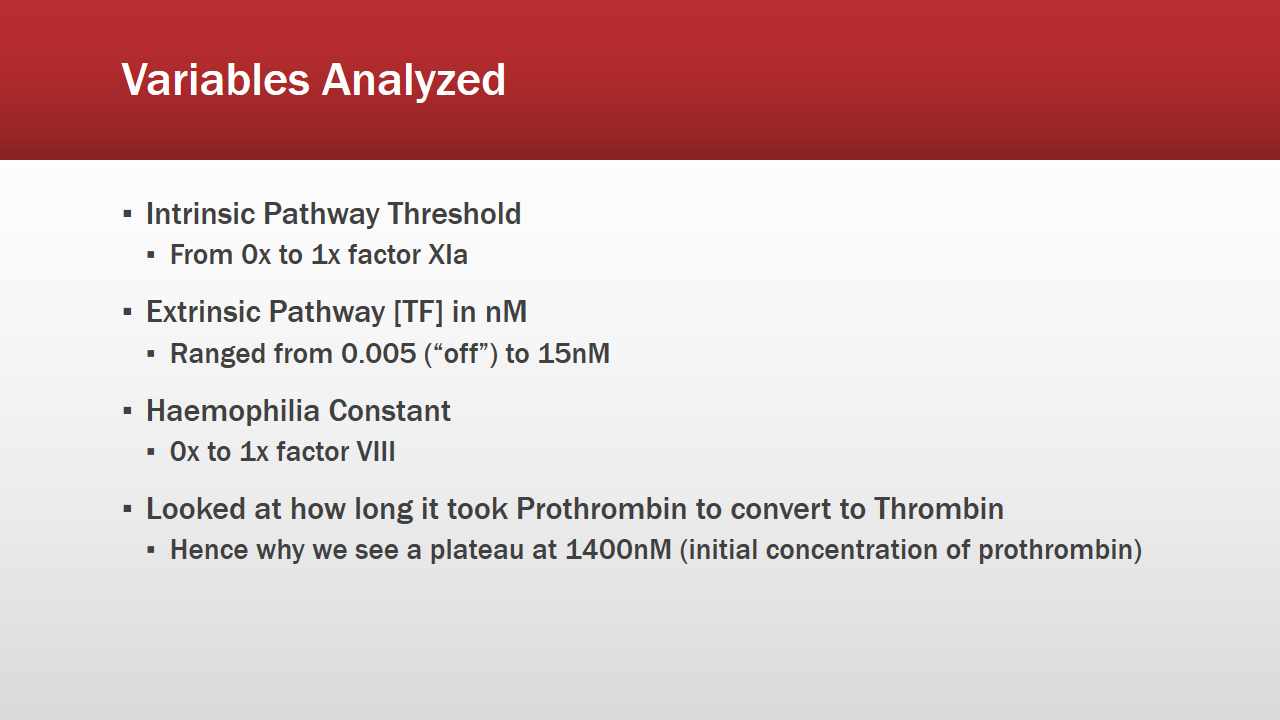 Variables Analyzed
▪ Intrinsic Pathway Threshold
▪ From 0x to 1x factor XIa
▪ Extrinsic Pathway [TF] in nM
▪ Ranged from 0.005 (“off”) to 15nM
▪ Haemophilia Constant
▪ 0x to 1x factor VIII
▪ Looked at how long it took Prothrombin to convert to Thrombin
▪ Hence why we see a plateau at 1400nM (initial concentration of prothrombin)